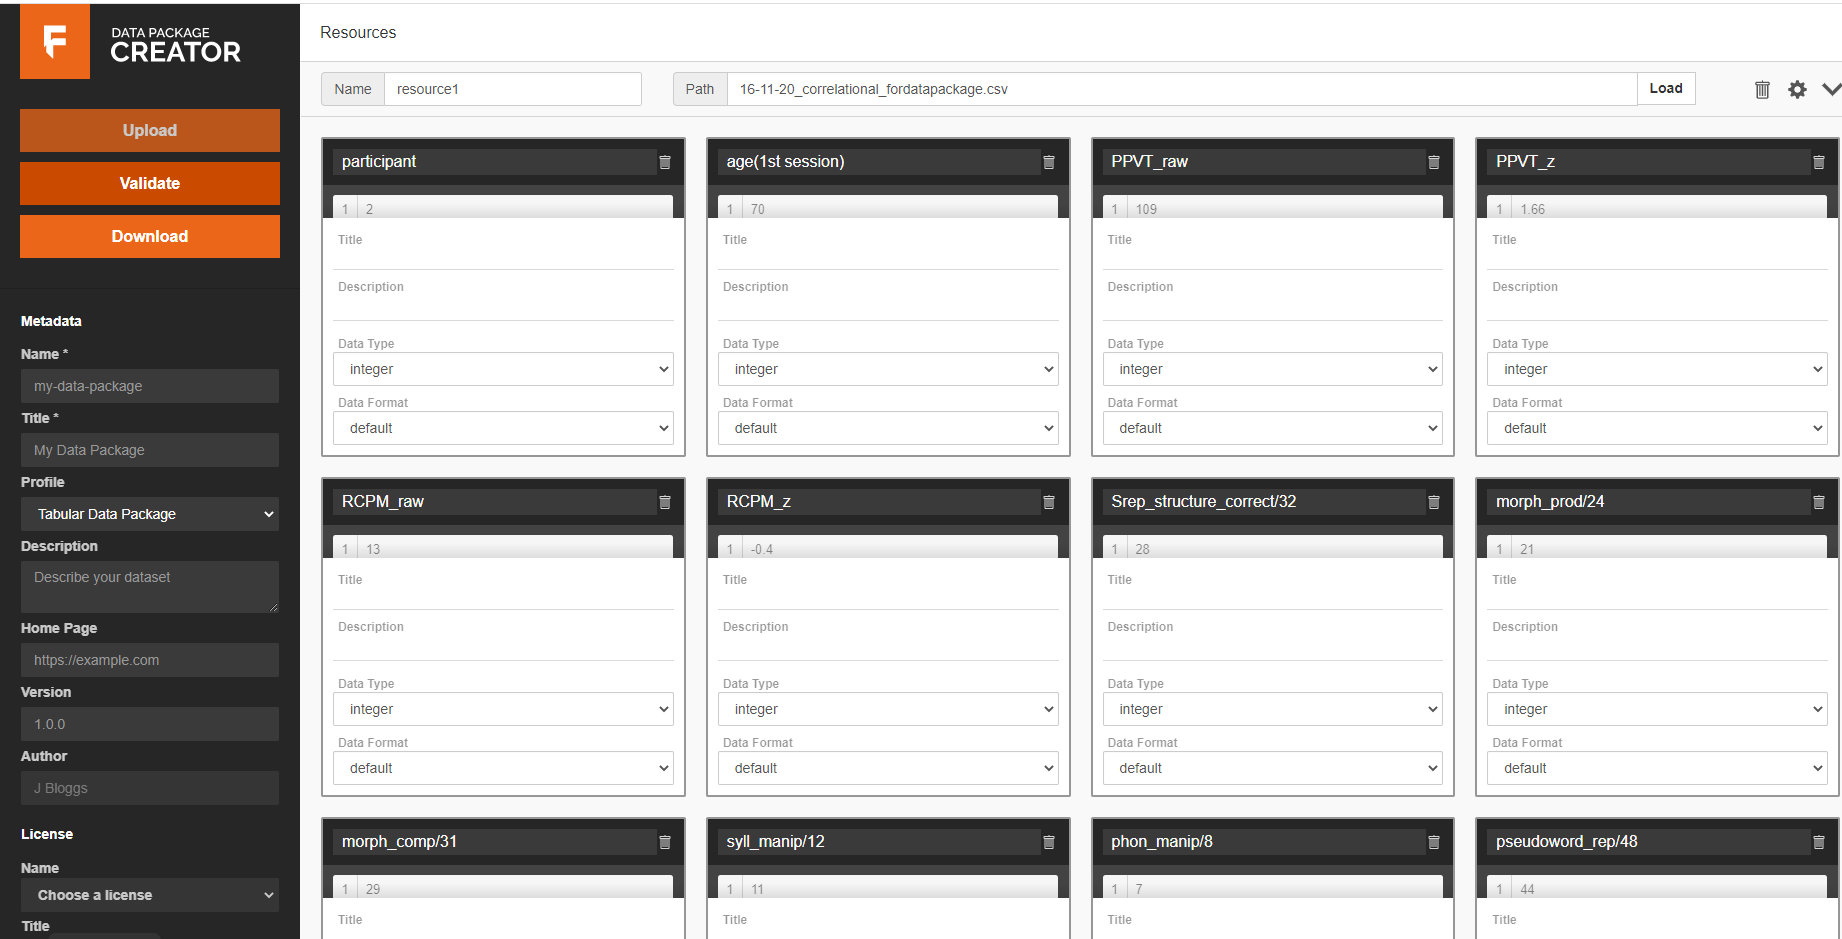 F
DATA PACKAGE
CREATOR
Upload
Validate
Download
Metadata
Name *
my-data-package
Title *
My Data Package
Profile
Tabular Data Package
Description
Describe your dataset
Home Page
https://example.com
Version
1.0.0
Author
J Bloggs
License
Name
Choose a license
Title
Resources
Name resource1 Path 16-11-20_correlational_fordatapackage.csv Load
participant age(1st session) PPVT_raw PPVT_z
1 2 1 70 1 109 1 1.66
Title Title Title Title
Description Description Description Description
Data Type Data Type Data Type Data Type
integer integer integer integer
Data Format Data Format Data Format Data Format
default default default default
RCPM_raw RCPM_z Srep_structure_correct/32 morph_prod/24
1 13 1 -0.4 1 28 1 21
Title Title Title Title
Description Description Description Description
Data Type Data Type Data Type Data Type
integer integer integer integer
Data Format Data Format Data Format Data Format
default default default default
morph_comp/31 syll_manip/12 phon_manip/8 pseudoword_rep/48
1 29 1 11 1 7 1 44
Title Title Title Title